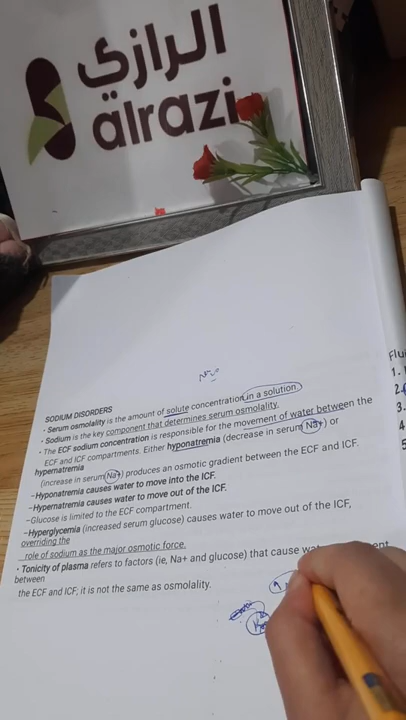 الرازي
alrazi
SODIUM DISORDERS
• Serum osmolality is the amount of solute concentration in a solution.
• Sodium is the key component that determines serum osmolality.
• The ECF sodium concentration is responsible for the movement of water between the
ECF and ICF compartments. Either hyponatremia (decrease in serum Na+) or
hypernatremia
(increase in serum Na+) produces an osmotic gradient between the ECF and ICF.
–Hyponatremia causes water to move into the ICF.
–Hypernatremia causes water to move out of the ICF.
–Glucose is limited to the ECF compartment.
–Hyperglycemia (increased serum glucose) causes water to move out of the ICF,
overriding the
role of sodium as the major osmotic force.
• Tonicity of plasma refers to factors (ie, Na+ and glucose) that cause
between
the ECF and ICF; it is not the same as osmolality.
1.
2.
3.
4
5